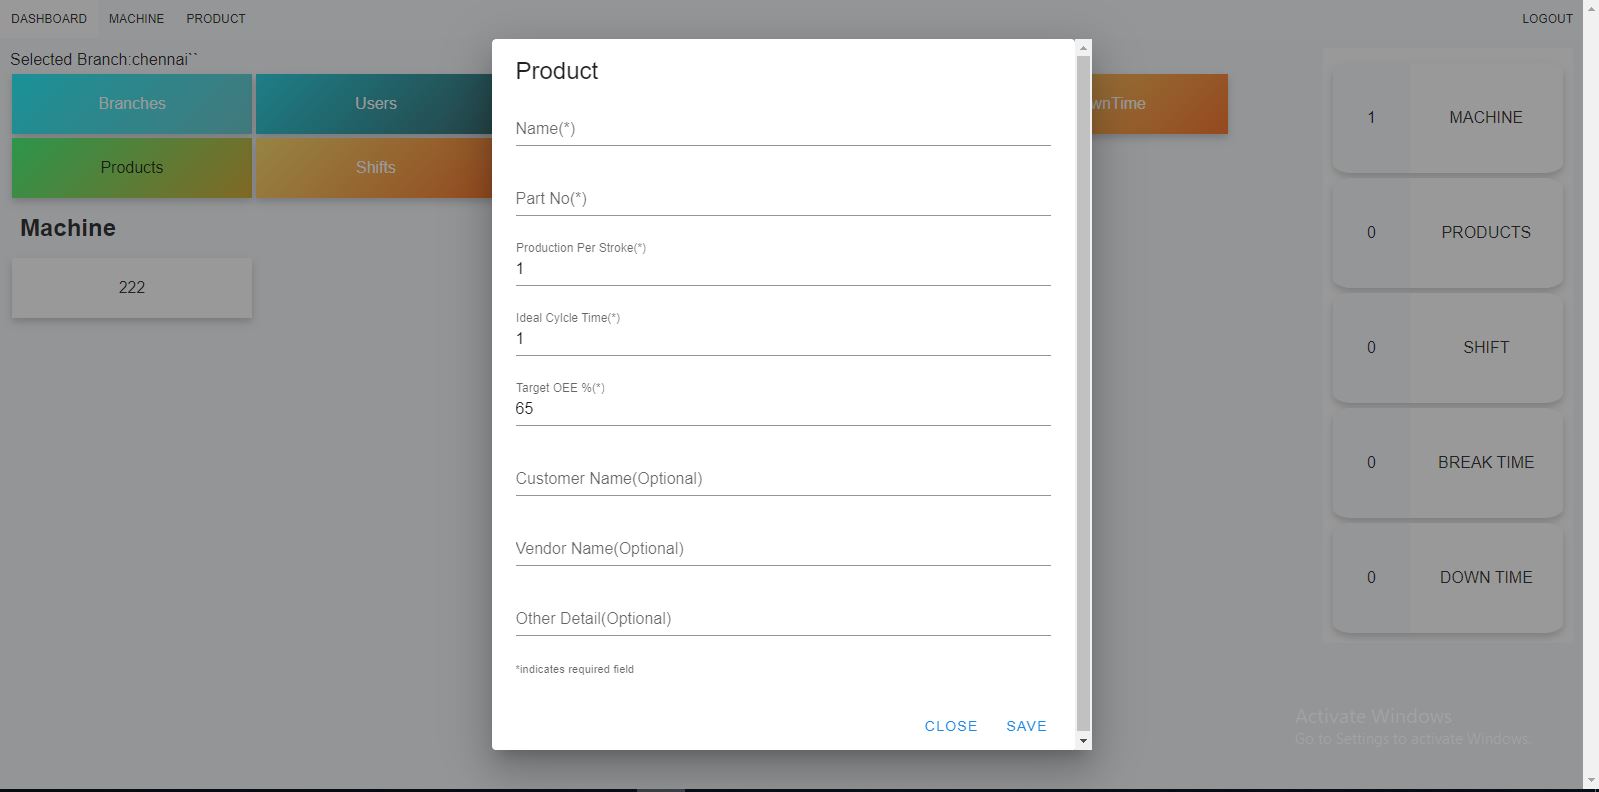 DASHBOARD MACHINE PRODUCT LOGOUT
Selected Branch:chennai``
Branches Users wnTime
Products Shifts
Machine
222
Product
Name(*)
Part No(*)
Production Per Stroke(*)
1
Ideal Cylcle Time(*)
1
Target OEE %(*)
65
Customer Name(Optional)
Vendor Name(Optional)
Other Detail(Optional)
*indicates required field
CLOSE SAVE
1 MACHINE
0 PRODUCTS
0 SHIFT
0 BREAK TIME
0 DOWN TIME
Activate Windows
Go to Settings to activate Windows.